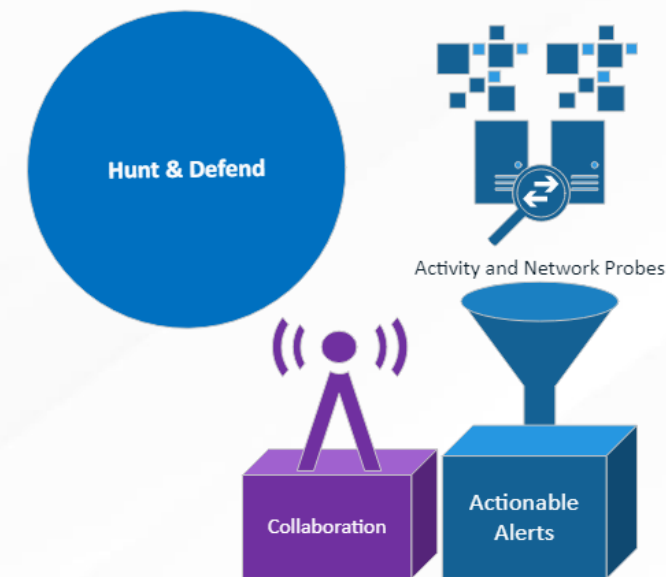 Hunt & Defend
Activity and Network Probes
Collaboration
Actionable
Alerts